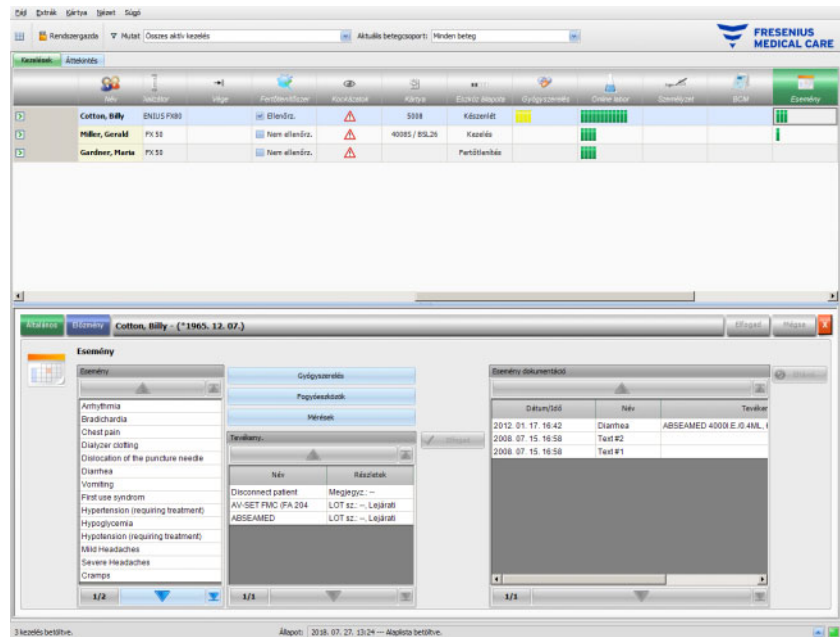 Fájl Extrák Kártya Nézet Súgó
Rendszergazda Mutat Összes aktív kezelés Aktuális betegcsoport: Minden beteg
FRESENIUS
MEDICAL CARE
Kezelések Áttekintés
Név Vége Fertőtlenítőszer Kockázatok Kártya Eszköz állapota Gyógyszerelés Online labor Személyzet BCM Esemény
Cotton, Billy ENIUS FX80 Ellenőrz. 5008 Készenlét
Miller, Gerald FX 50 Nem ellenőrz. 4008S / BSL26 Kezelés
Gardner, Maria FX 50 Nem ellenőrz. Fertőtlenítés
Általános Előzmény Cotton, Billy - (*1965. 12. 07.) Elfogad Mégse X
Esemény
Esemény
Arrhythmia
Bradichardia
Chest pain
Dialyzer clotting
Dislocation of the puncture needle
Diarrhea
Vomiting
First use syndrom
Hypertension (requiring treatment)
Hypoglycemia
Hypotension (requiring treatment)
Mild Headaches
Severe Headaches
Cramps
1/2
Gyógyszerelés
Fogyóeszközök
Mérések
Tevékeny.
Név Részletek
Disconnect patient Megjegyz.: --
AV-SET FMC (FA 204 LOT sz.: --, Lejárati
ABSEAMED LOT sz.: --, Lejárati
1/1
Elfogad
Esemény dokumentáció
Dátum/Idő Név Tevéker
2012. 01. 17. 16:42 Diarrhea ABSEAMED 4000I.E./0.4ML,
2008. 07. 15. 16:58 Text #2
2008. 07. 15. 16:58 Text #1
1/1
3 kezelés betöltve. Állapot: 2018. 07. 27. 13:24 — Alaplista betöltve.